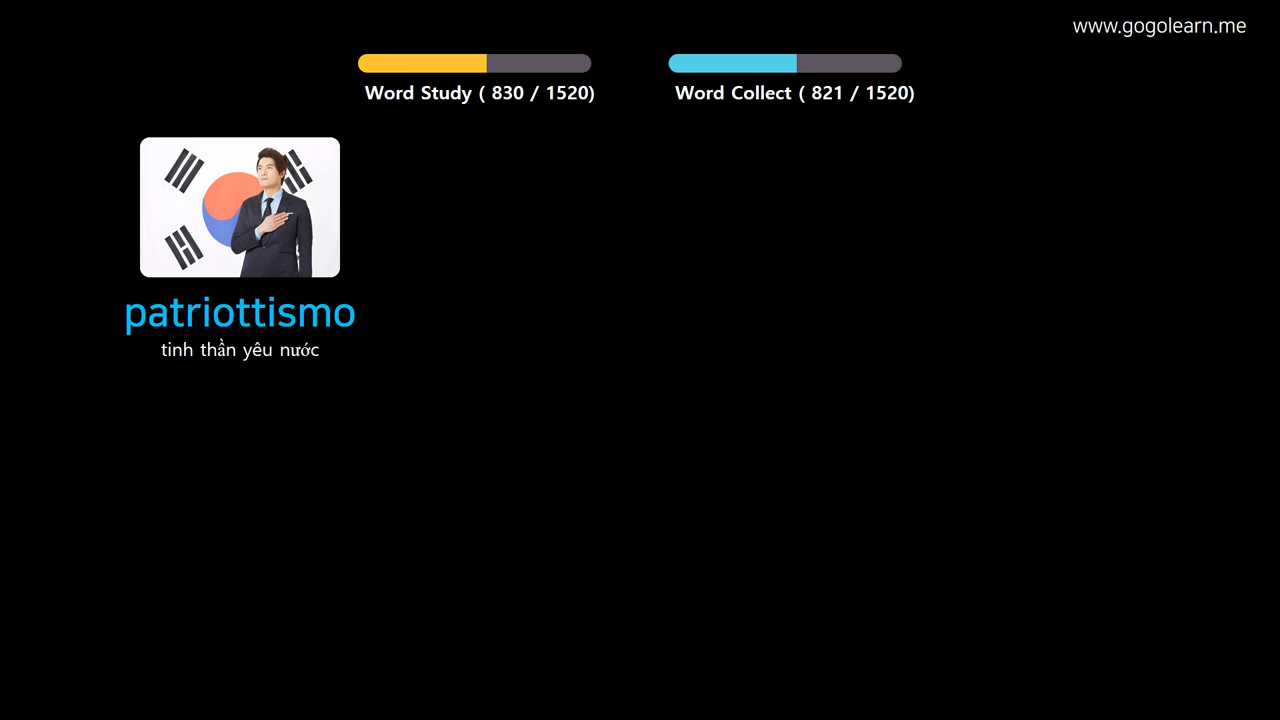 www.gogolearn.me
Word Study ( 830 / 1520)
Word Collect ( 821 / 1520)
patriottismo
tinh thần yêu nước